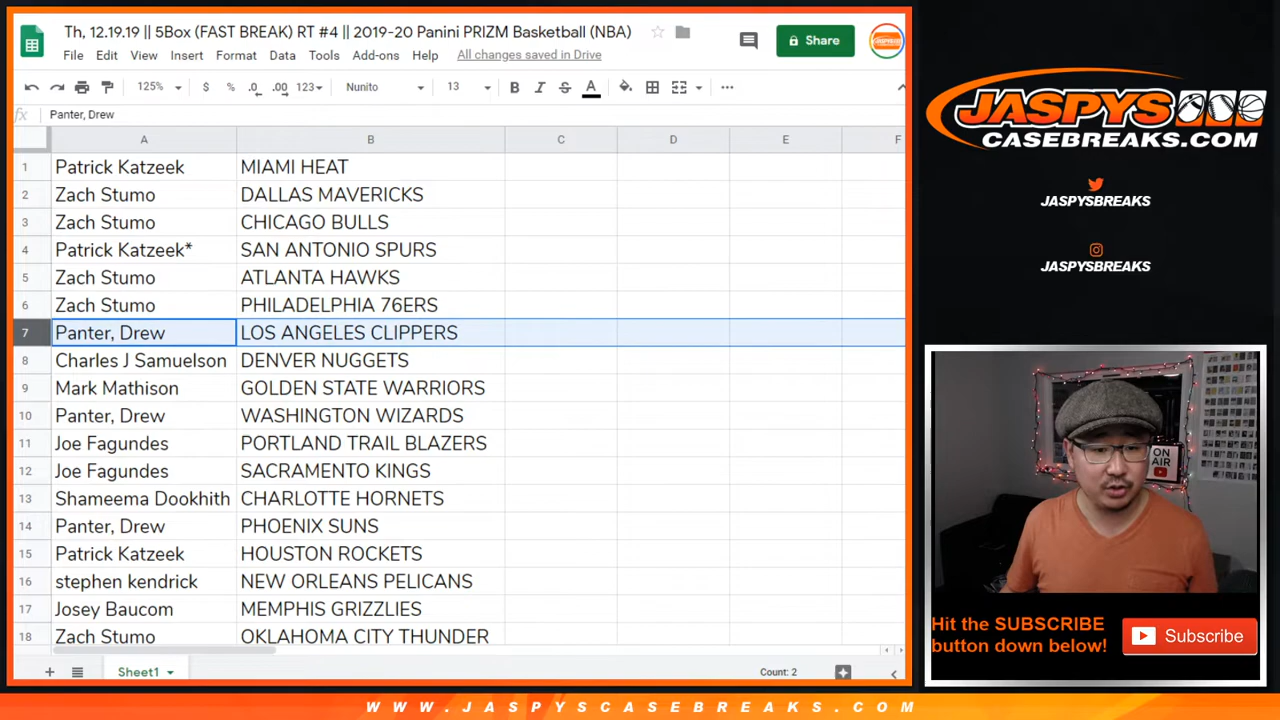 Th, 12.19.19 || 5Box (FAST BREAK) RT #4 || 2019-20 Panini PRIZM Basketball (NBA)
File Edit View Insert Format Data Tools Add-ons Help All changes saved in Drive
Share
125% $ % .0 .00 123 Nunito 13 B I S A
fx Panter, Drew
A B C D E F
1 Patrick Katzeek MIAMI HEAT
2 Zach Stumo DALLAS MAVERICKS
3 Zach Stumo CHICAGO BULLS
4 Patrick Katzeek* SAN ANTONIO SPURS
5 Zach Stumo ATLANTA HAWKS
6 Zach Stumo PHILADELPHIA 76ERS
7 Panter, Drew LOS ANGELES CLIPPERS
8 Charles J Samuelson DENVER NUGGETS
9 Mark Mathison GOLDEN STATE WARRIORS
10 Panter, Drew WASHINGTON WIZARDS
11 Joe Fagundes PORTLAND TRAIL BLAZERS
12 Joe Fagundes SACRAMENTO KINGS
13 Shameema Dookhith CHARLOTTE HORNETS
14 Panter, Drew PHOENIX SUNS
15 Patrick Katzeek HOUSTON ROCKETS
16 stephen kendrick NEW ORLEANS PELICANS
17 Josey Baucom MEMPHIS GRIZZLIES
18 Zach Stumo OKLAHOMA CITY THUNDER
Sheet1
Count: 2
JASPYS
CASEBREAKS.COM
JASPYSBREAKS
JASPYSBREAKS
ON
AIR
Hit the SUBSCRIBE
button down below!
Subscribe
WWW.JASPYSCASEBREAKS.COM